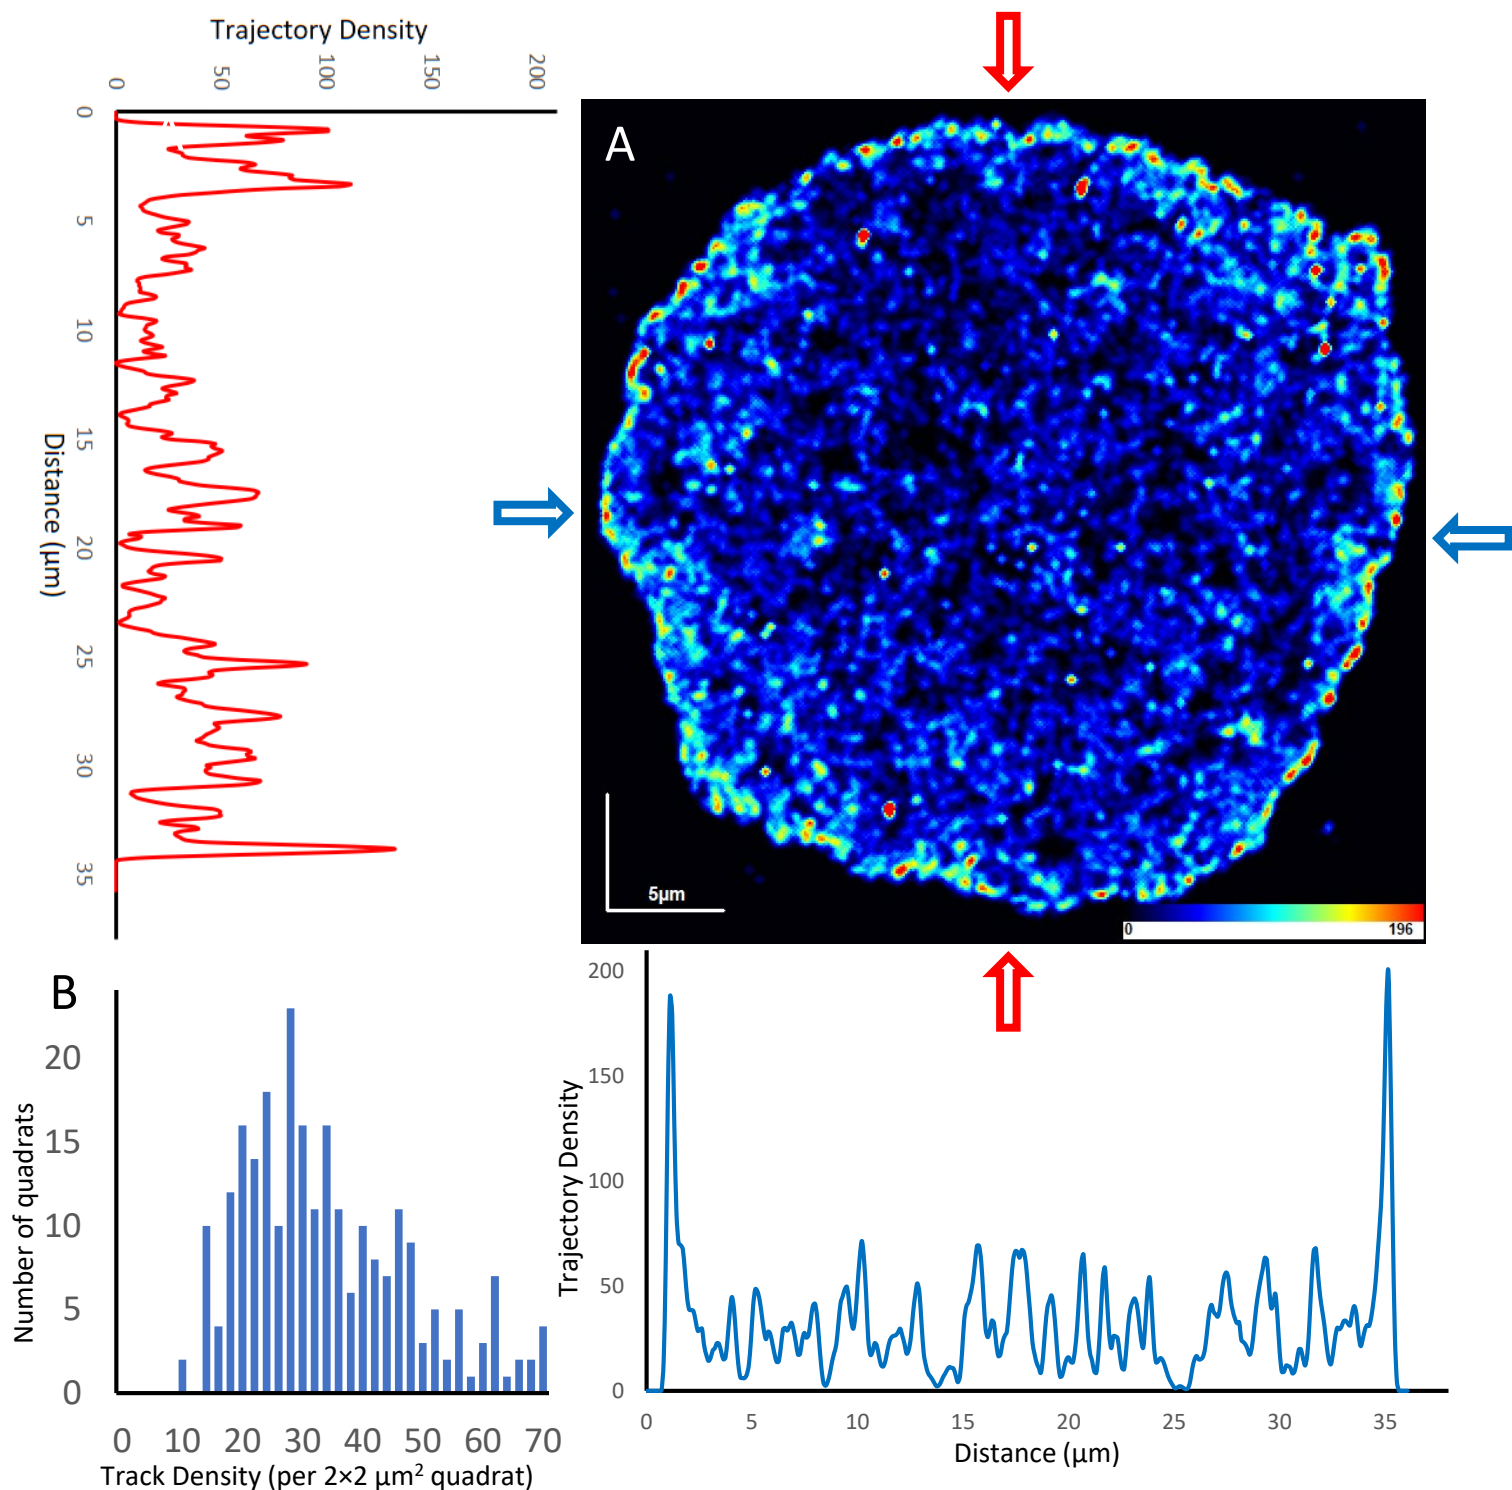 Trajectory Density
0 50 100 150 200
0
5
10
15
20
25
30
35
Distance (μm)
A
5μm
0 196
B
Number of quadrats
20
15
10
5
0
0 10 20 30 40 50 60 70
Track Density (per 2×2 μm² quadrat)
Trajectory Density
200
150
100
50
0
0 5 10 15 20 25 30 35
Distance (μm)